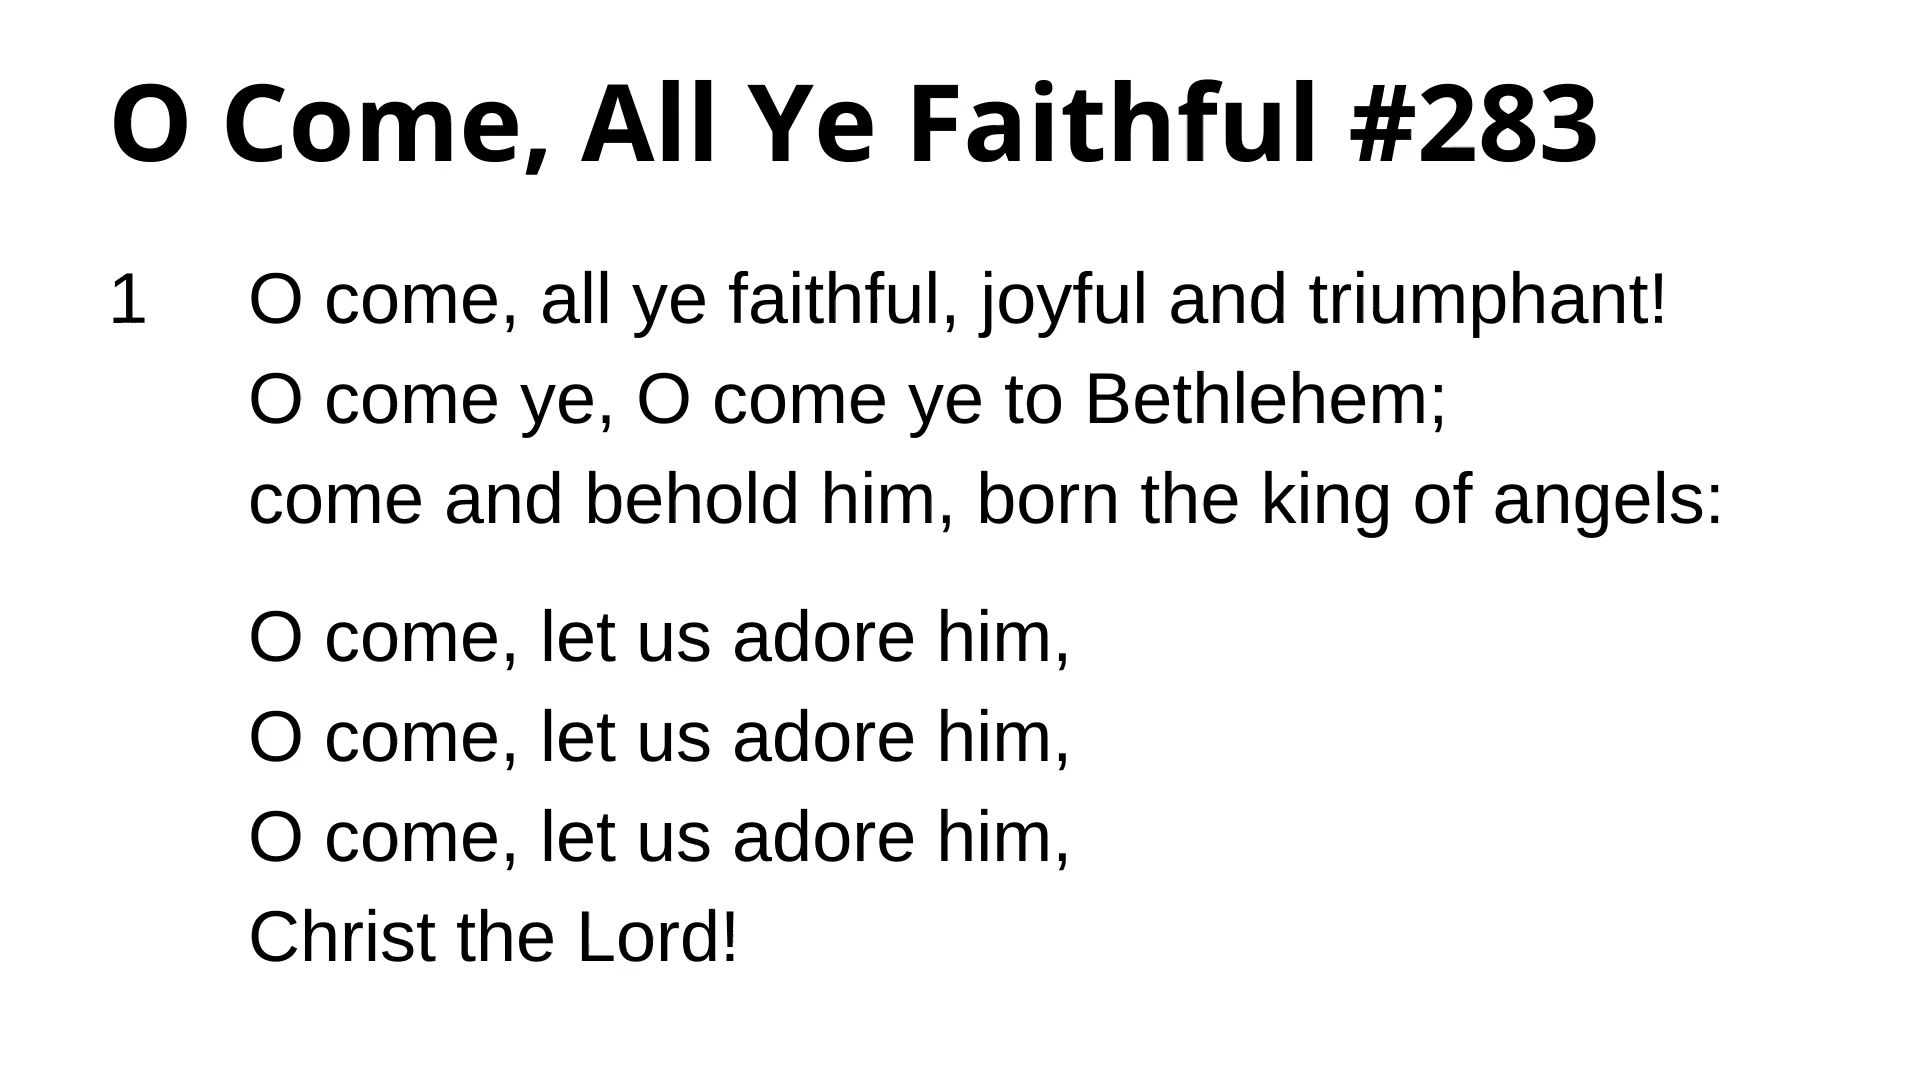 O Come, All Ye Faithful #283
1 O come, all ye faithful, joyful and triumphant!
O come ye, O come ye to Bethlehem;
come and behold him, born the king of angels:
O come, let us adore him,
O come, let us adore him,
O come, let us adore him,
Christ the Lord!